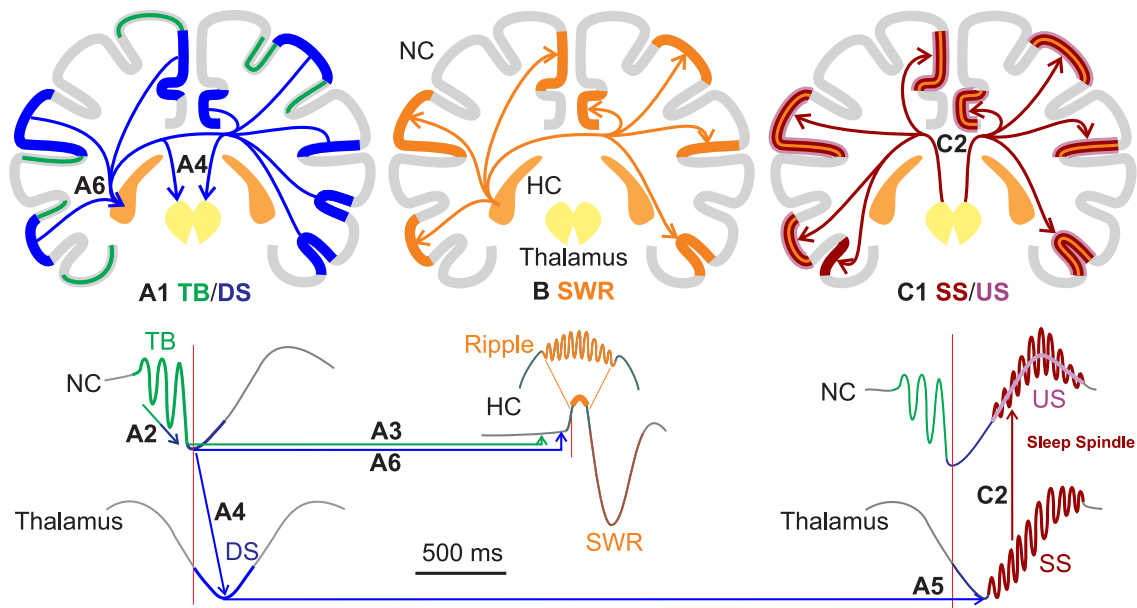 NC
A6
A4
HC
Thalamus
C2
A1 TB/DS
B SWR
C1 SS/US
TB
NC
A2
A3
A6
A4
Thalamus
DS
Ripple
HC
SWR
500 ms
NC
US
Sleep Spindle
C2
Thalamus
SS
A5